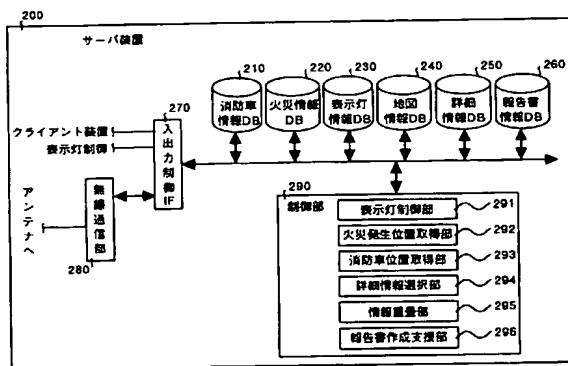 200
サーバ装置
210
220
230
240
250
260
消防車
情報DB
火災情報
DB
表示灯
情報DB
地図
情報DB
詳細
情報DB
報告書
情報DB
270
クライアント装置
表示灯制御
入出力制御IF
アンテナへ
無線通信部
280
290
制御部
表示灯制御部
291
火災発生位置取得部
292
消防車位置取得部
293
詳細情報選択部
294
情報重畳部
295
報告書作成支援部
296